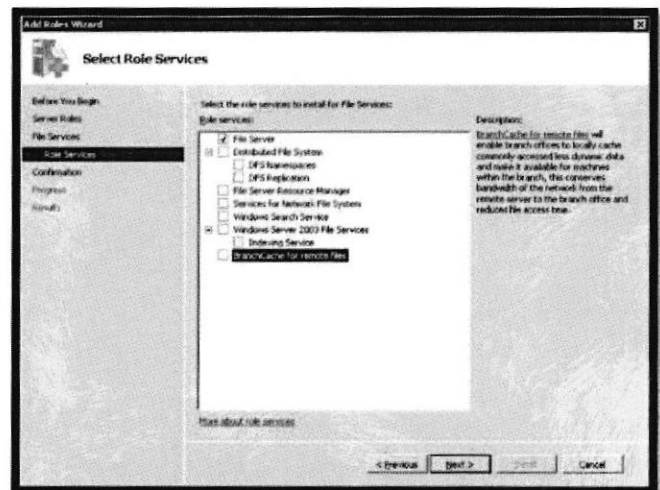 Add Roles Wizard
Select Role Services
Before You Begin
Server Roles
File Services
Role Services
Confirmation
Progress
Results
Select the role services to install for File Services:
Role services:
File Server
Distributed File System
DFS Namespaces
DFS Replication
File Server Resource Manager
Services for Network File System
Windows Search Service
Windows Server 2003 File Services
Indexing Service
BranchCache for remote files
More about role services
Description:
BranchCache for remote files will
enable branch offices to locally cache
commonly accessed less dynamic data
and make it available for machines
within the branch, this conserves
bandwidth of the network from the
remote server to the branch office and
reduces file access time.
< Previous
Next >
Install
Cancel